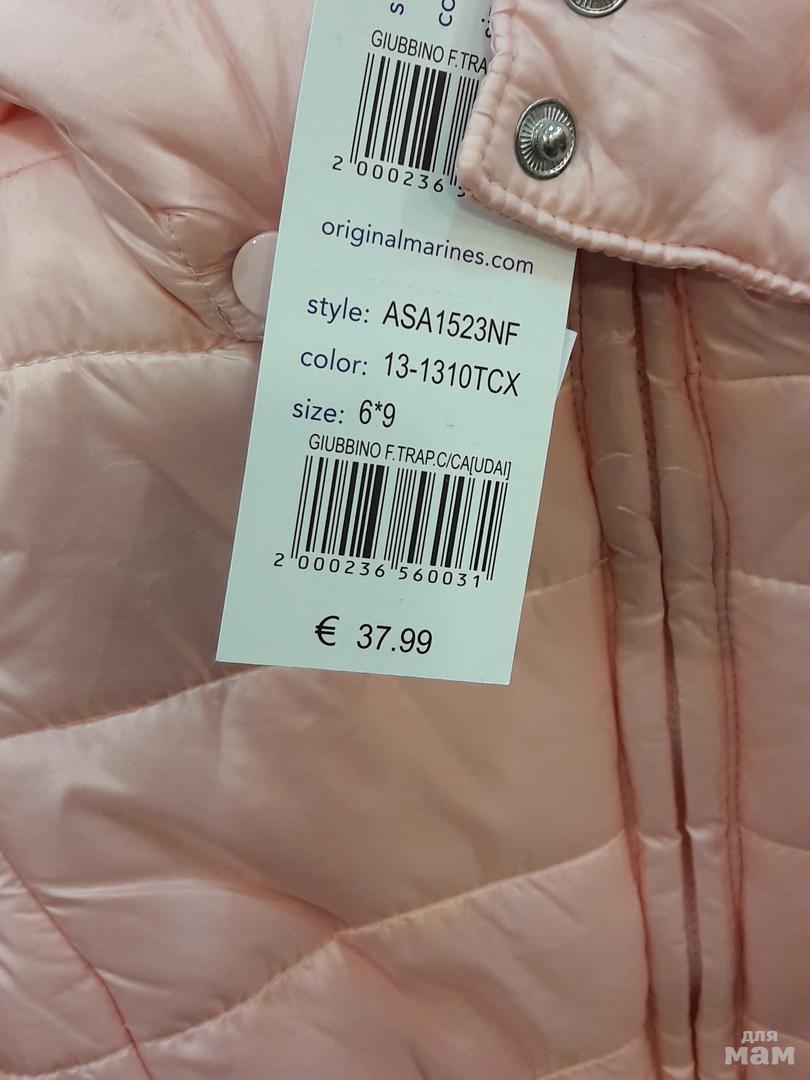 GIUBBINO F.TRA
2 000236
originalmarines.com
style: ASA1523NF
color: 13-1310TCX
size: 6*9
GIUBBINO F.TRAP.C/CA[UDAI]
2 000236 560031
€ 37.99
для
мам